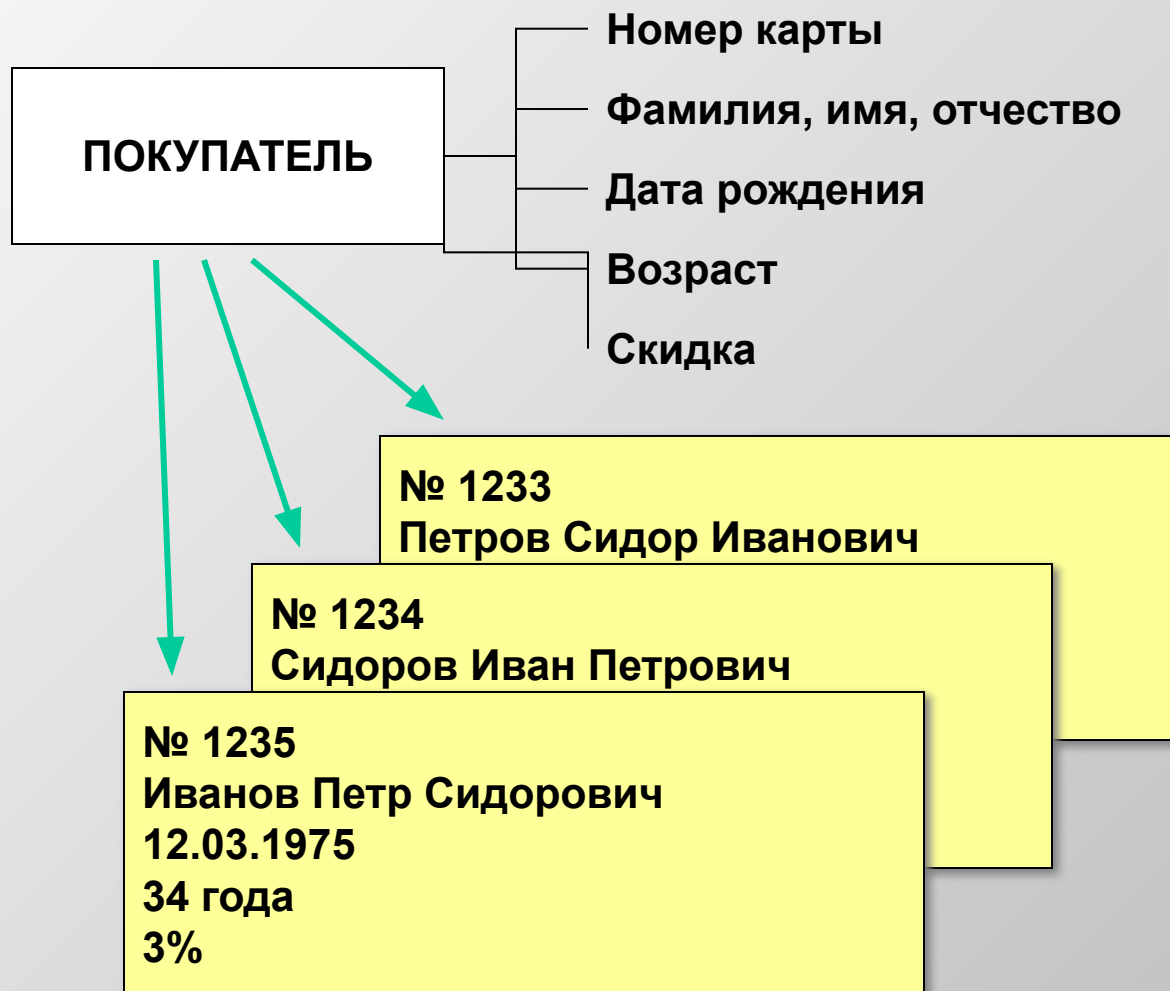 ПОКУПАТЕЛЬ
Номер карты
Фамилия, имя, отчество
Дата рождения
Возраст
Скидка
№ 1233
Петров Сидор Иванович
№ 1234
Сидоров Иван Петрович
№ 1235
Иванов Петр Сидорович
12.03.1975
34 года
3%